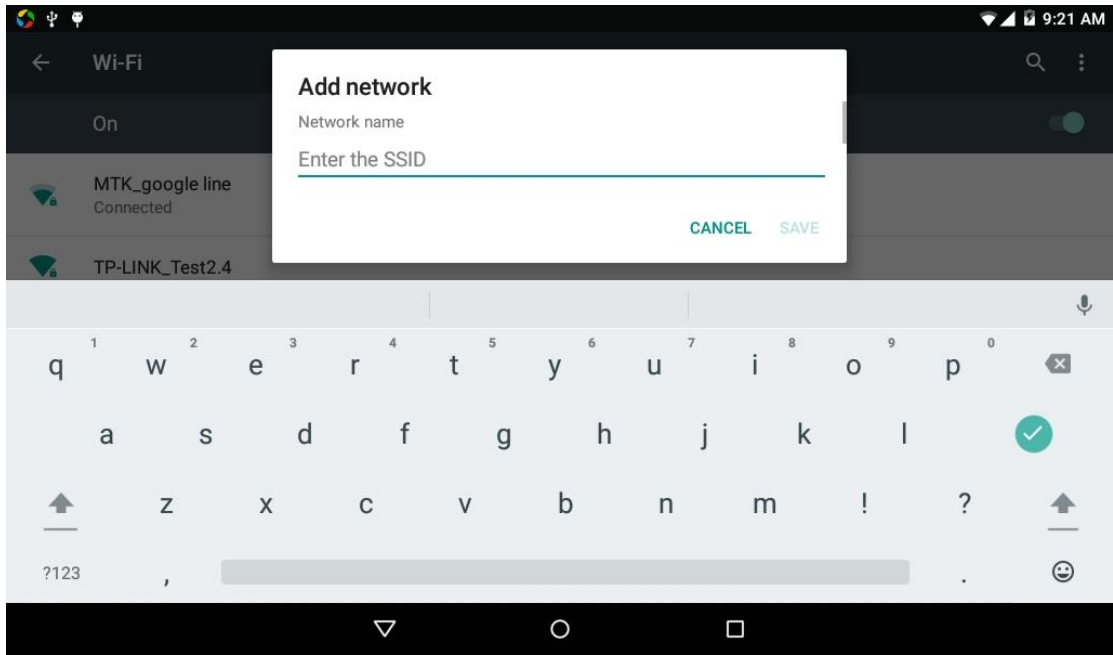 9:21 AM
Wi-Fi
Add network
Network name
On
Enter the SSID
MTK_google line
Connected
CANCEL SAVE
TP-LINK_Test2.4
1 2 3 4 5 6 7 8 9 0
q w e r t y u i o p
a s d f g h j k l
z x c v b n m ! ?
?123 , .